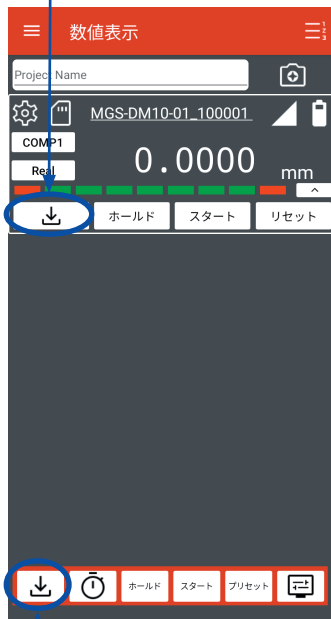 数値表示
Project Name
MGS-DM10-01_100001
COMP1
Real
0.0000 mm
ホールド スタート リセット
ホールド スタート プリセット